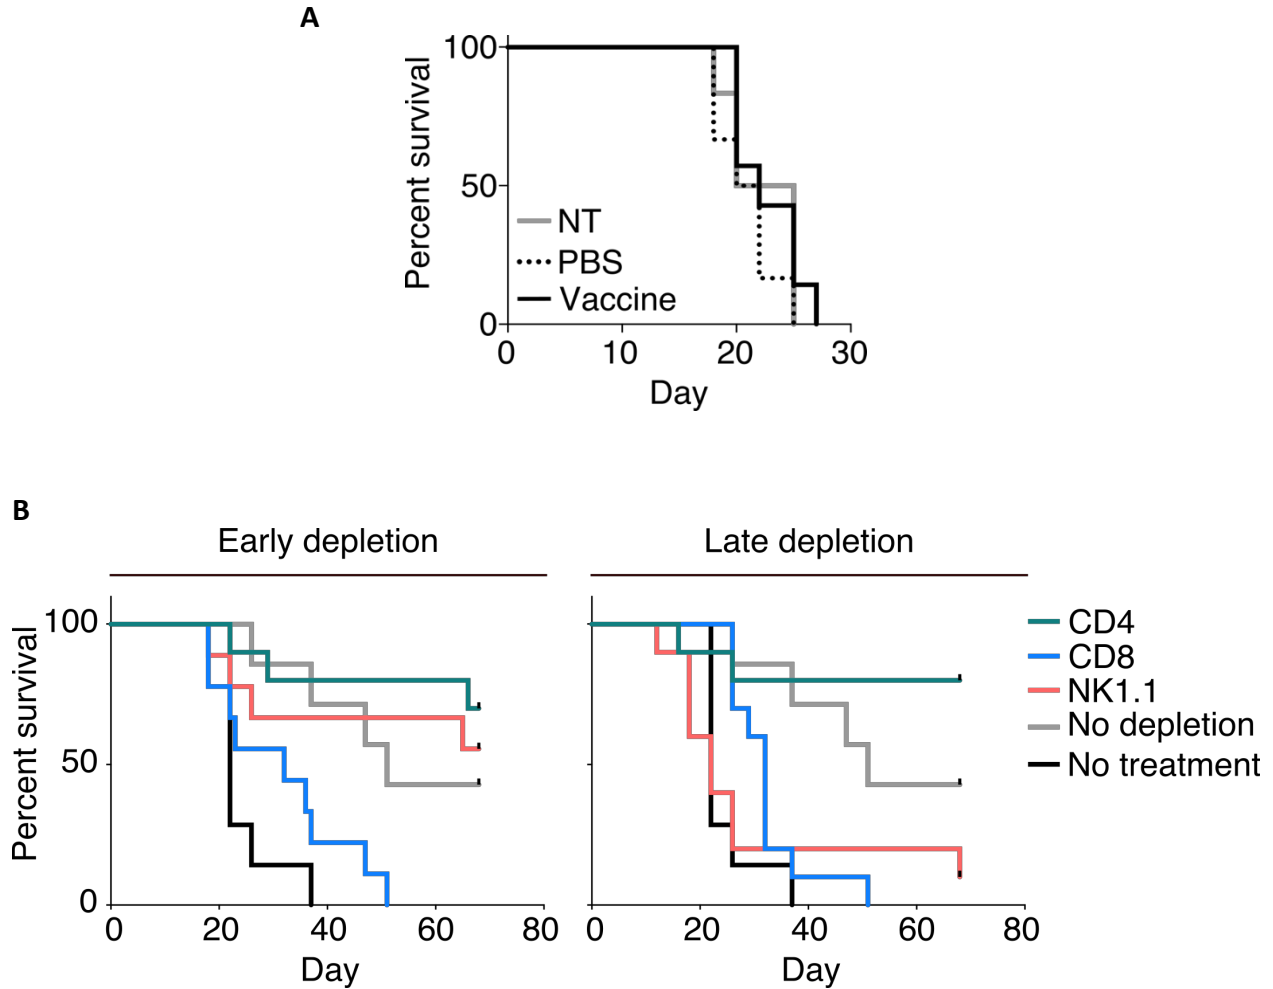 A
Percent survival
100
50
0
NT
PBS
Vaccine
0 10 20 30
Day
B
Early depletion
Late depletion
Percent survival
100
50
0
0 20 40 60 80
Day
0 20 40 60 80
Day
CD4
CD8
NK1.1
No depletion
No treatment